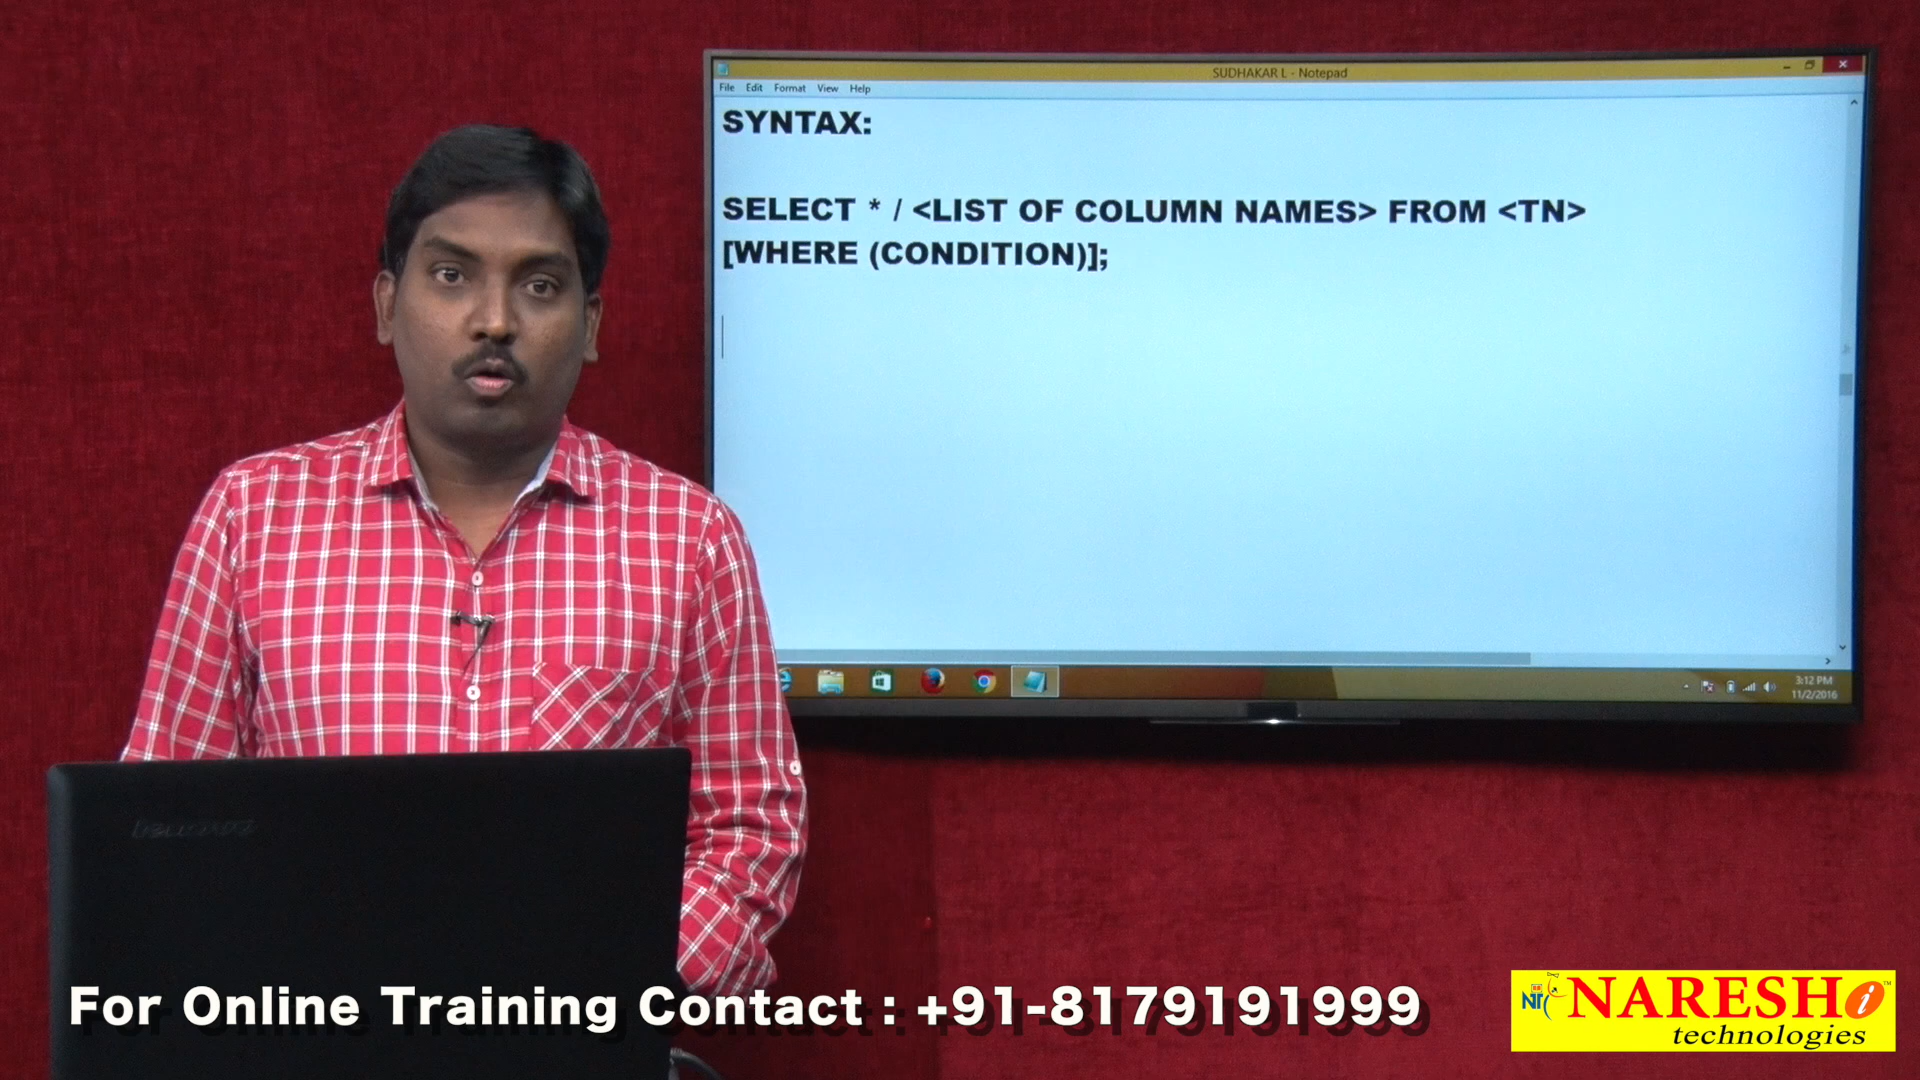 SUDHAKAR L - Notepad
File Edit Format View Help
SYNTAX:
SELECT * / <LIST OF COLUMN NAMES> FROM <TN>
[WHERE (CONDITION)];
3:12 PM
11/2/2016
For Online Training Contact : +91-8179191999
NARESH i
technologies